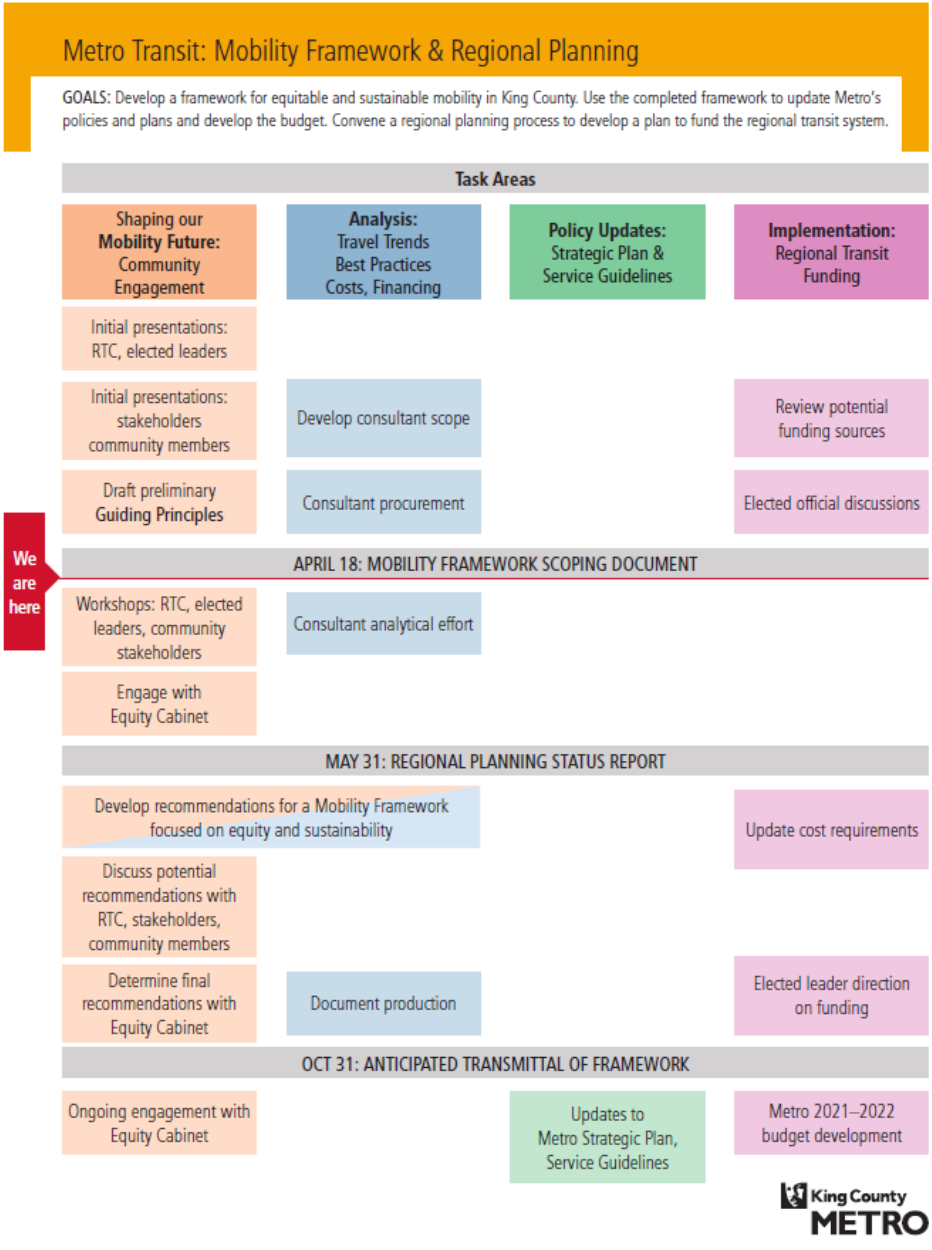 Metro Transit: Mobility Framework & Regional Planning
GOALS: Develop a framework for equitable and sustainable mobility in King County. Use the completed framework to update Metro's
policies and plans and develop the budget. Convene a regional planning process to develop a plan to fund the regional transit system.
Task Areas
Shaping our
Mobility Future:
Community
Engagement
Analysis:
Travel Trends
Best Practices
Costs, Financing
Policy Updates:
Strategic Plan &
Service Guidelines
Implementation:
Regional Transit
Funding
Initial presentations:
RTC, elected leaders
Initial presentations:
stakeholders
community members
Develop consultant scope
Review potential
funding sources
Draft preliminary
Guiding Principles
Consultant procurement
Elected official discussions
We
are
here
APRIL 18: MOBILITY FRAMEWORK SCOPING DOCUMENT
Workshops: RTC, elected
leaders, community
stakeholders
Consultant analytical effort
Engage with
Equity Cabinet
MAY 31: REGIONAL PLANNING STATUS REPORT
Develop recommendations for a Mobility Framework
focused on equity and sustainability
Update cost requirements
Discuss potential
recommendations with
RTC, stakeholders,
community members
Determine final
recommendations with
Equity Cabinet
Document production
Elected leader direction
on funding
OCT 31: ANTICIPATED TRANSMITTAL OF FRAMEWORK
Ongoing engagement with
Equity Cabinet
Updates to
Metro Strategic Plan,
Service Guidelines
Metro 2021–2022
budget development
King County
METRO